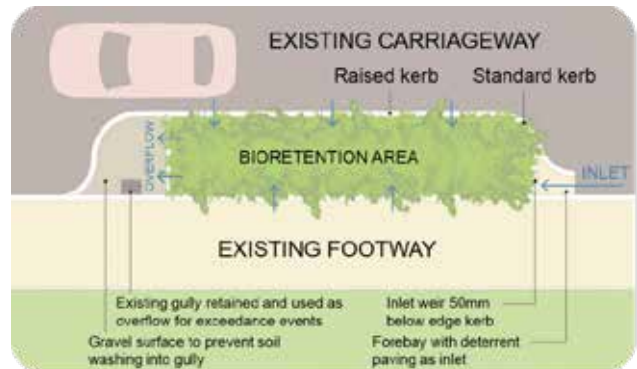 EXISTING CARRIAGEWAY
Raised kerb
Standard kerb
OVERFLOW
BIORETENTION AREA
INLET
EXISTING FOOTWAY
Existing gully retained and used as
overflow for exceedance events
Gravel surface to prevent soil
washing into gully
Inlet weir 50mm
below edge kerb
Forebay with deterrent
paving as inlet